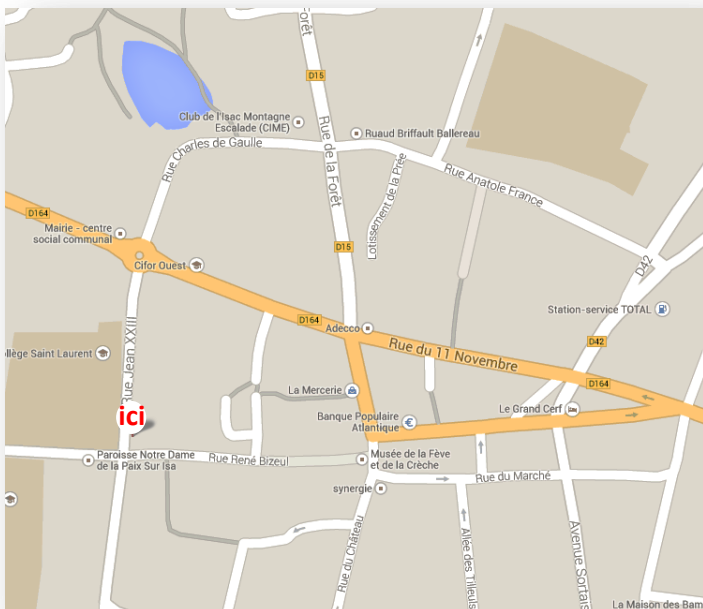 Forêt
D15
Club de l'Isac Montagne
Escalade (CIME)
Ruaud Briffault Ballereau
Rue Charles de Gaulle
Rue de la Forêt
Lotissement de la Prée
Rue Anatole France
D164
Mairie - centre
social communal
D15
D42
Cifor Ouest
Station-service TOTAL
D164
Adecco
Rue du 11 Novembre
D42
ollège Saint Laurent
Rue Jean XXIII
D164
La Mercerie
ici
Banque Populaire
Atlantique
Le Grand Cerf
Paroisse Notre Dame
de la Paix Sur Isa
Rue René Bizeul
Musée de la Fève
et de la Crèche
Rue du Marché
synergie
Rue du Château
Allée des Tilleuls
Avenue Sortais
La Maison des Bam